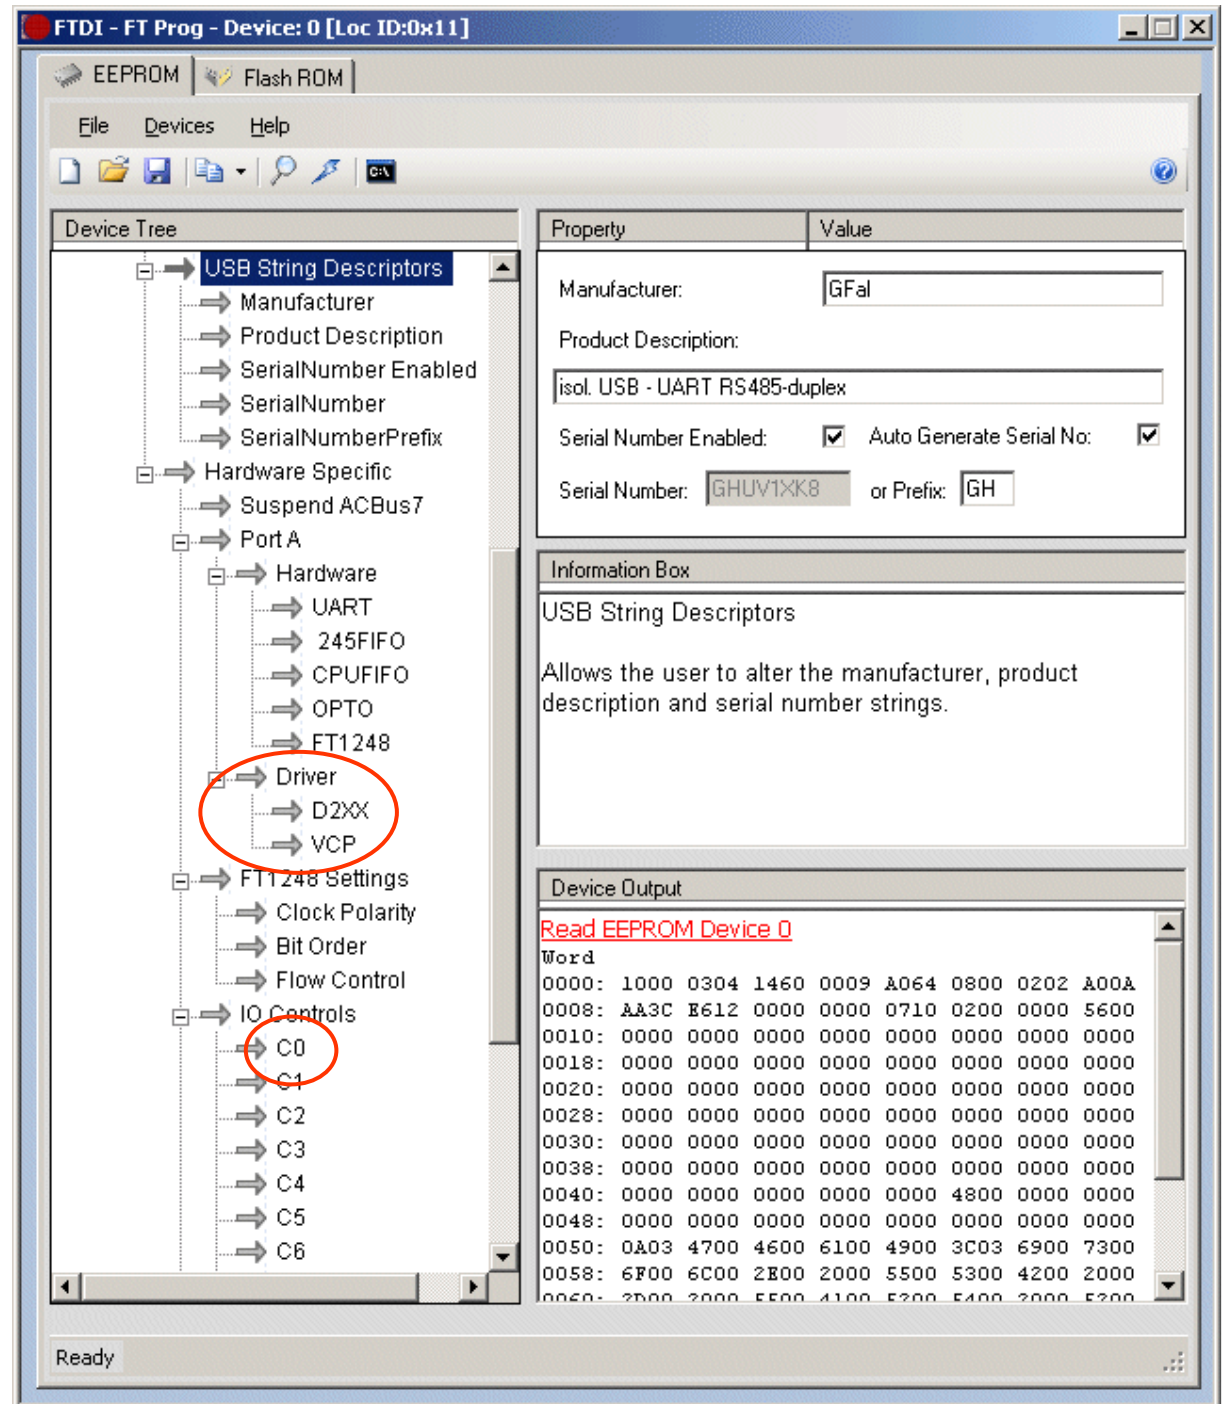 FTDI - FT Prog - Device: 0 [Loc ID:0x11]
EEPROM
Flash ROM
File Devices Help
C:\
Device Tree
USB String Descriptors
Manufacturer
Product Description
SerialNumber Enabled
SerialNumber
SerialNumberPrefix
Hardware Specific
Suspend ACBus7
Port A
Hardware
UART
245FIFO
CPUFIFO
OPTO
FT1248
Driver
D2XX
VCP
FT1248 Settings
Clock Polarity
Bit Order
Flow Control
IO Controls
C0
C1
C2
C3
C4
C5
C6
Property Value
Manufacturer: GFal
Product Description:
isol. USB - UART RS485-duplex
Serial Number Enabled: Auto Generate Serial No:
Serial Number: GHUV1XK8 or Prefix: GH
Information Box
USB String Descriptors
Allows the user to alter the manufacturer, product
description and serial number strings.
Device Output
Read EEPROM Device 0
Word
0000: 1000 0304 1460 0009 A064 0800 0202 A00A
0008: AA3C E612 0000 0000 0710 0200 0000 5600
0010: 0000 0000 0000 0000 0000 0000 0000 0000
0018: 0000 0000 0000 0000 0000 0000 0000 0000
0020: 0000 0000 0000 0000 0000 0000 0000 0000
0028: 0000 0000 0000 0000 0000 0000 0000 0000
0030: 0000 0000 0000 0000 0000 0000 0000 0000
0038: 0000 0000 0000 0000 0000 0000 0000 0000
0040: 0000 0000 0000 0000 0000 4800 0000 0000
0048: 0000 0000 0000 0000 0000 0000 0000 0000
0050: 0A03 4700 4600 6100 4900 3C03 6900 7300
0058: 6F00 6C00 2E00 2000 5500 5300 4200 2000
0060: 2D00 2000 5500 4100 5200 5400 2000 5200
Ready